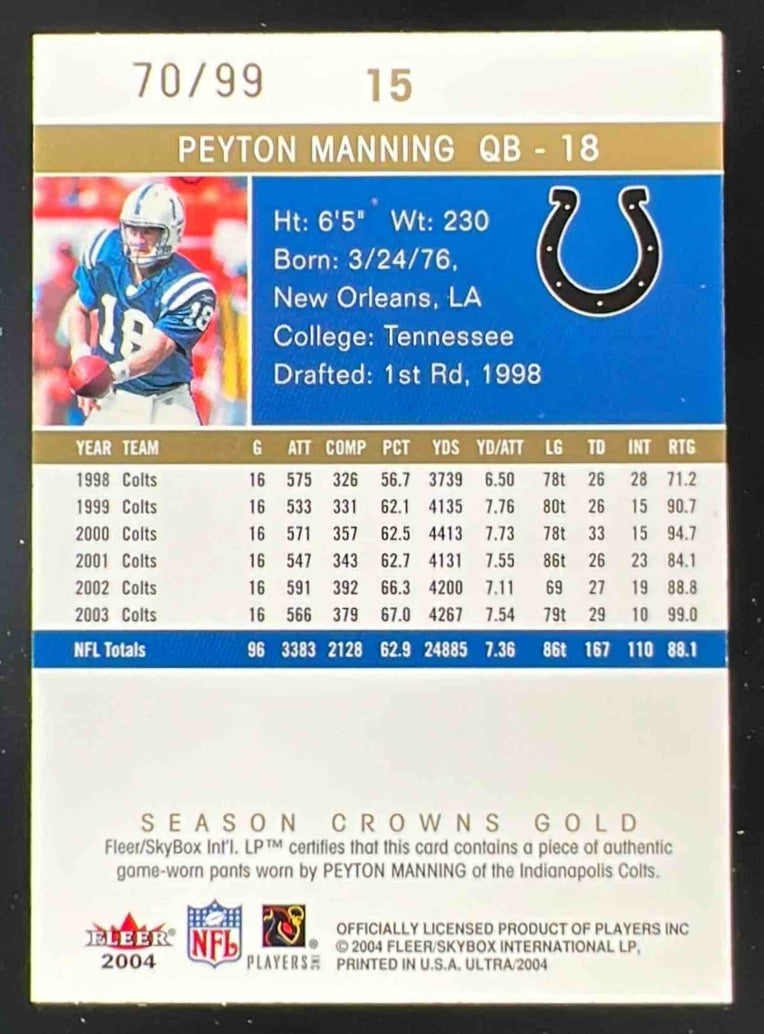 70/99 15
PEYTON MANNING QB - 18
Ht: 6'5" Wt: 230
Born: 3/24/76,
New Orleans, LA
College: Tennessee
Drafted: 1st Rd, 1998
18
18
YEAR TEAM G ATT COMP PCT YDS YD/ATT LG TD INT RTG
1998 Colts 16 575 326 56.7 3739 6.50 78t 26 28 71.2
1999 Colts 16 533 331 62.1 4135 7.76 80t 26 15 90.7
2000 Colts 16 571 357 62.5 4413 7.73 78t 33 15 94.7
2001 Colts 16 547 343 62.7 4131 7.55 86t 26 23 84.1
2002 Colts 16 591 392 66.3 4200 7.11 69 27 19 88.8
2003 Colts 16 566 379 67.0 4267 7.54 79t 29 10 99.0
NFL Totals 96 3383 2128 62.9 24885 7.36 86t 167 110 88.1
SEASON CROWNS GOLD
Fleer/SkyBox Int'l. LP™ certifies that this card contains a piece of authentic
game-worn pants worn by PEYTON MANNING of the Indianapolis Colts.
FLEER®
2004
NFL
PLAYERS INC
®
OFFICIALLY LICENSED PRODUCT OF PLAYERS INC
© 2004 FLEER/SKYBOX INTERNATIONAL LP,
PRINTED IN U.S.A. ULTRA/2004